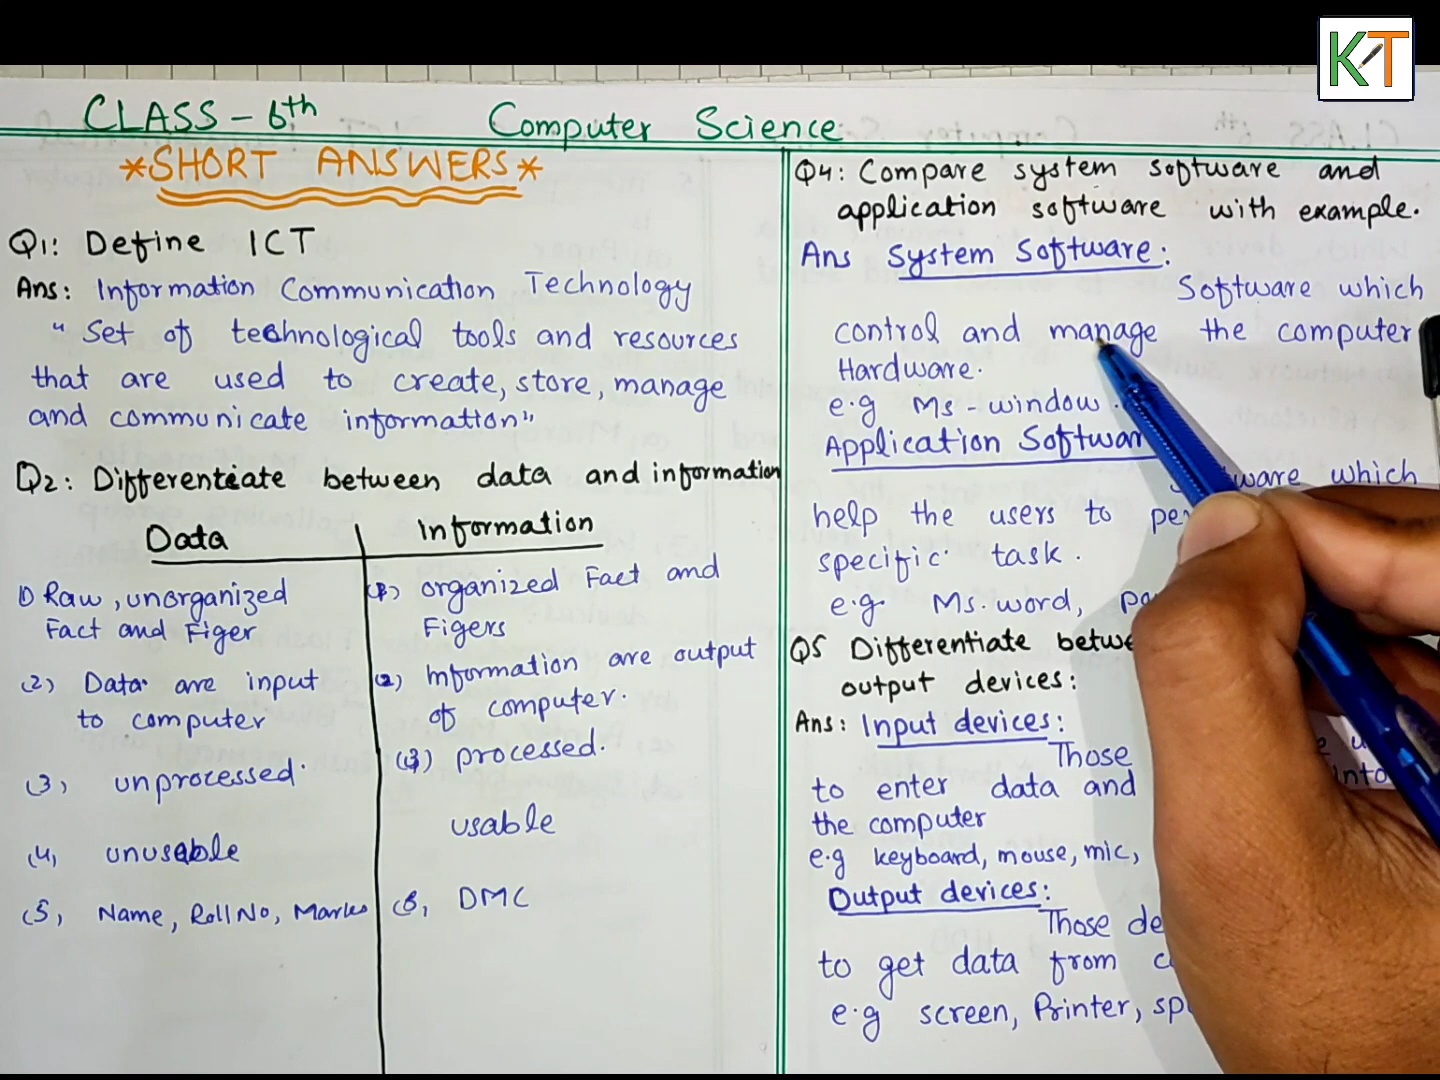 KT
CLASS - 6th Computer Science
*SHORT ANSWERS*
Q1: Define ICT
Ans: Information Communication Technology
"Set of technological tools and resources
that are used to create, store, manage
and communicate information"
Q2: Differentiate between data and information
Data Information
1) Raw, unorganized
Fact and Figer
(2) Data are input
to computer
(3) unprocessed.
(4) unusable
(5) Name, Roll No, Marks
(1) organized Fact and
Figers
(2) Information are output
of computer.
(3) processed.
usable
(5) DMC
Q4: Compare system software and
application software with example.
Ans System Software:
Software which
control and manage the computer
Hardware.
e.g Ms - window.
Application Softwar
ware which
help the users to pe
specific task.
e.g. Ms. word, pa
Q5 Differentiate betwe
output devices:
Ans: Input devices:
Those
to enter data and into
the computer
e.g keyboard, mouse, mic,
Output devices:
Those de
to get data from c
e.g screen, Printer, sp